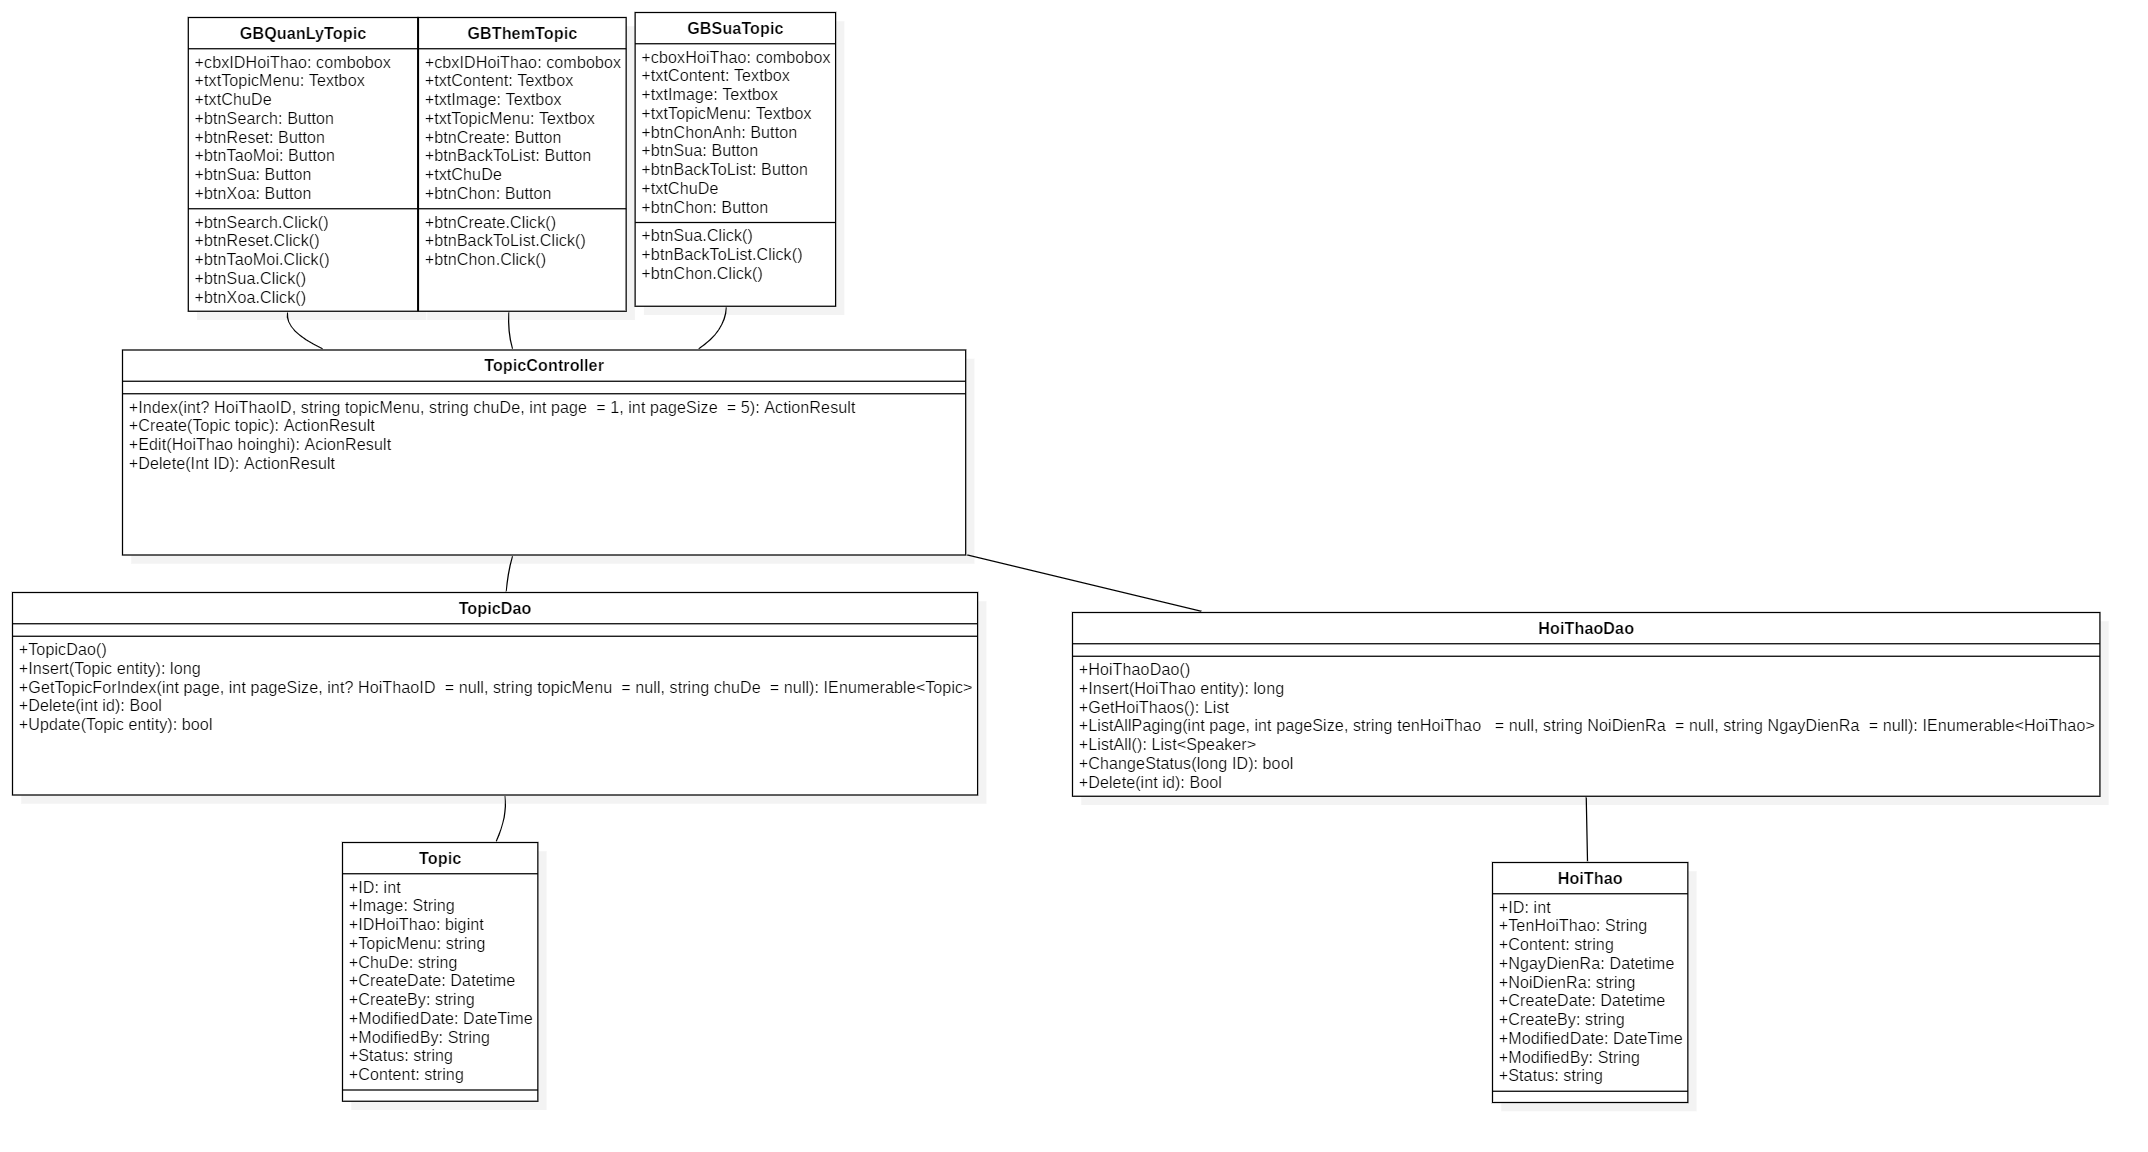 GBQuanLyTopic
+cbxIDHoiThao: combobox
+txtTopicMenu: Textbox
+txtChuDe
+btnSearch: Button
+btnReset: Button
+btnTaoMoi: Button
+btnSua: Button
+btnXoa: Button
+btnSearch.Click()
+btnReset.Click()
+btnTaoMoi.Click()
+btnSua.Click()
+btnXoa.Click()
GBThemTopic
+cbxIDHoiThao: combobox
+txtContent: Textbox
+txtImage: Textbox
+txtTopicMenu: Textbox
+btnCreate: Button
+btnBackToList: Button
+txtChuDe
+btnChon: Button
+btnCreate.Click()
+btnBackToList.Click()
+btnChon.Click()
GBSuaTopic
+cboxHoiThao: combobox
+txtContent: Textbox
+txtImage: Textbox
+txtTopicMenu: Textbox
+btnChonAnh: Button
+btnSua: Button
+btnBackToList: Button
+txtChuDe
+btnChon: Button
+btnSua.Click()
+btnBackToList.Click()
+btnChon.Click()
TopicController
+Index(int? HoiThaoID, string topicMenu, string chuDe, int page  = 1, int pageSize  = 5): ActionResult
+Create(Topic topic): ActionResult
+Edit(HoiThao hoinghi): AcionResult
+Delete(Int ID): ActionResult
TopicDao
+TopicDao()
+Insert(Topic entity): long
+GetTopicForIndex(int page, int pageSize, int? HoiThaoID  = null, string topicMenu  = null, string chuDe  = null): IEnumerable<Topic>
+Delete(int id): Bool
+Update(Topic entity): bool
HoiThaoDao
+HoiThaoDao()
+Insert(HoiThao entity): long
+GetHoiThaos(): List
+ListAllPaging(int page, int pageSize, string tenHoiThao   = null, string NoiDienRa  = null, string NgayDienRa  = null): IEnumerable<HoiThao>
+ListAll(): List<Speaker>
+ChangeStatus(long ID): bool
+Delete(int id): Bool
Topic
+ID: int
+Image: String
+IDHoiThao: bigint
+TopicMenu: string
+ChuDe: string
+CreateDate: Datetime
+CreateBy: string
+ModifiedDate: DateTime
+ModifiedBy: String
+Status: string
+Content: string
HoiThao
+ID: int
+TenHoiThao: String
+Content: string
+NgayDienRa: Datetime
+NoiDienRa: string
+CreateDate: Datetime
+CreateBy: string
+ModifiedDate: DateTime
+ModifiedBy: String
+Status: string